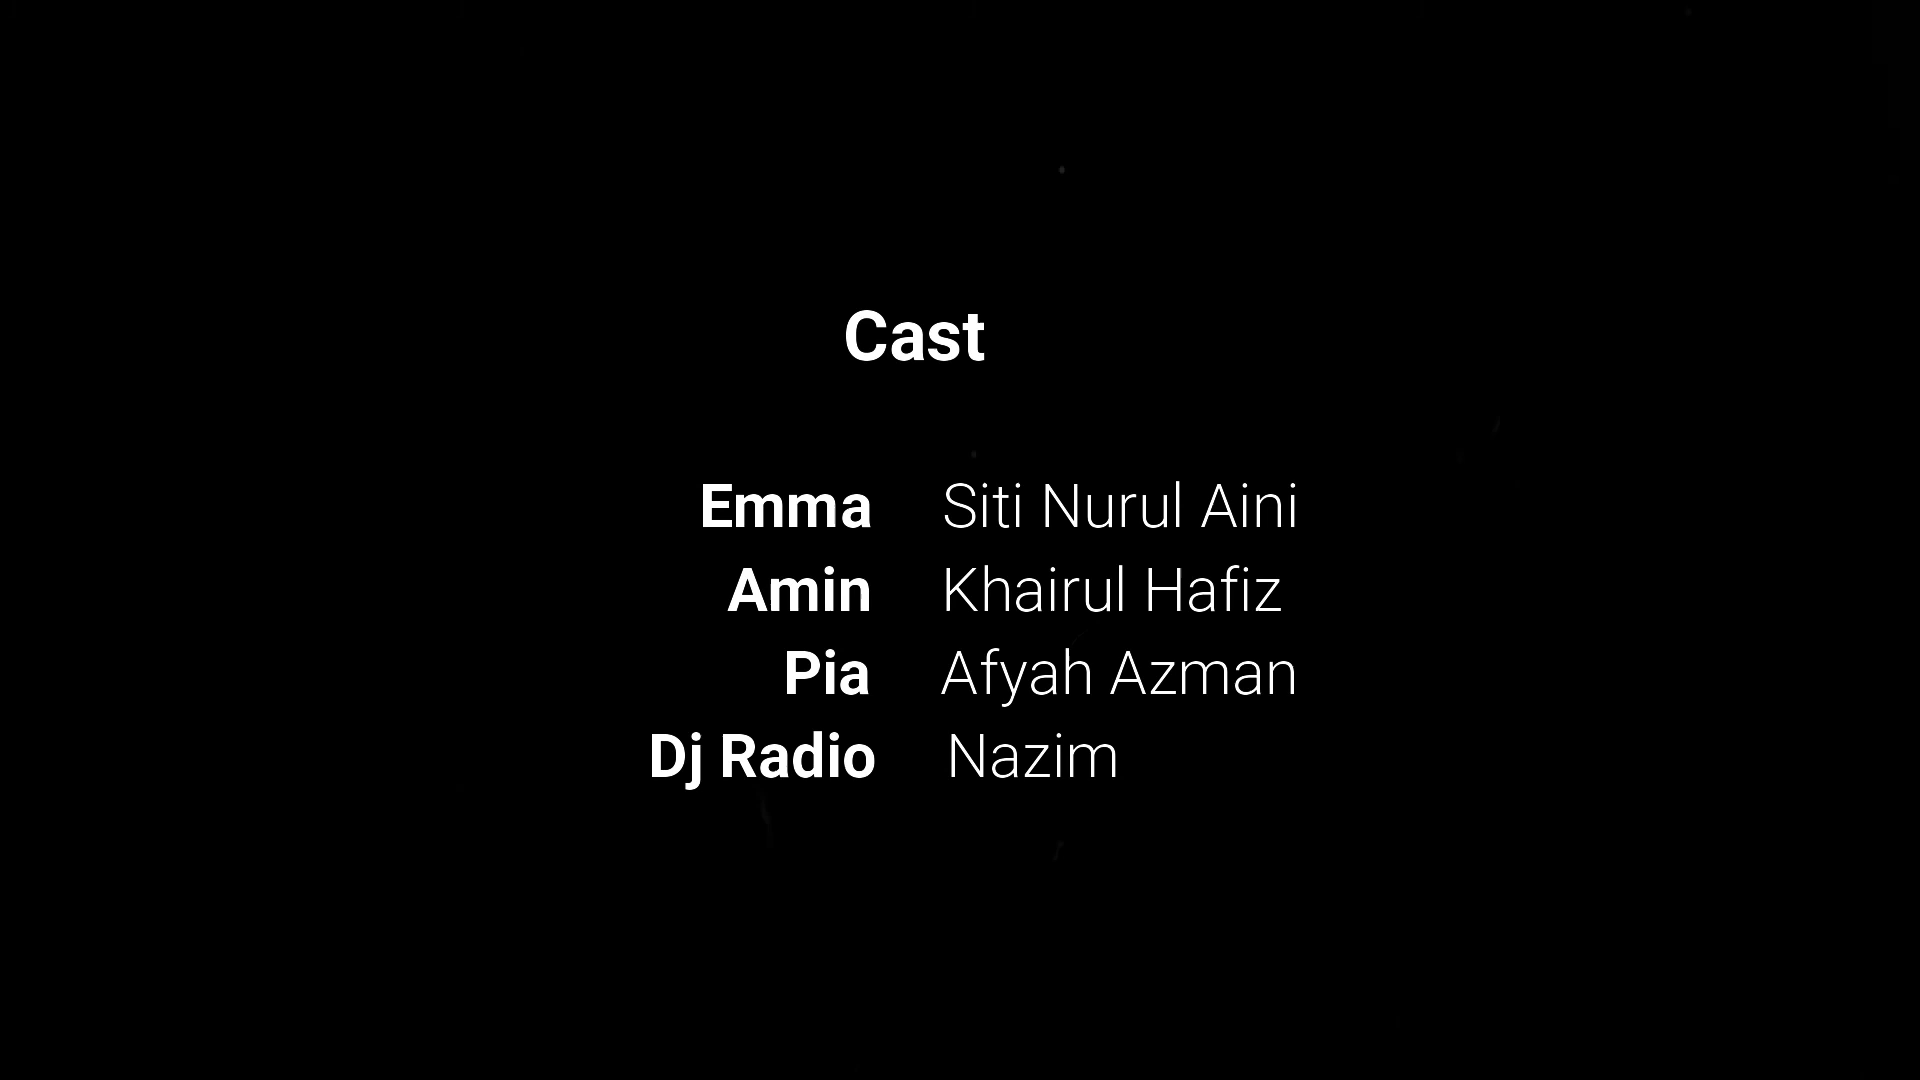 Cast
Emma Siti Nurul Aini
Amin Khairul Hafiz
Pia Afyah Azman
Dj Radio Nazim